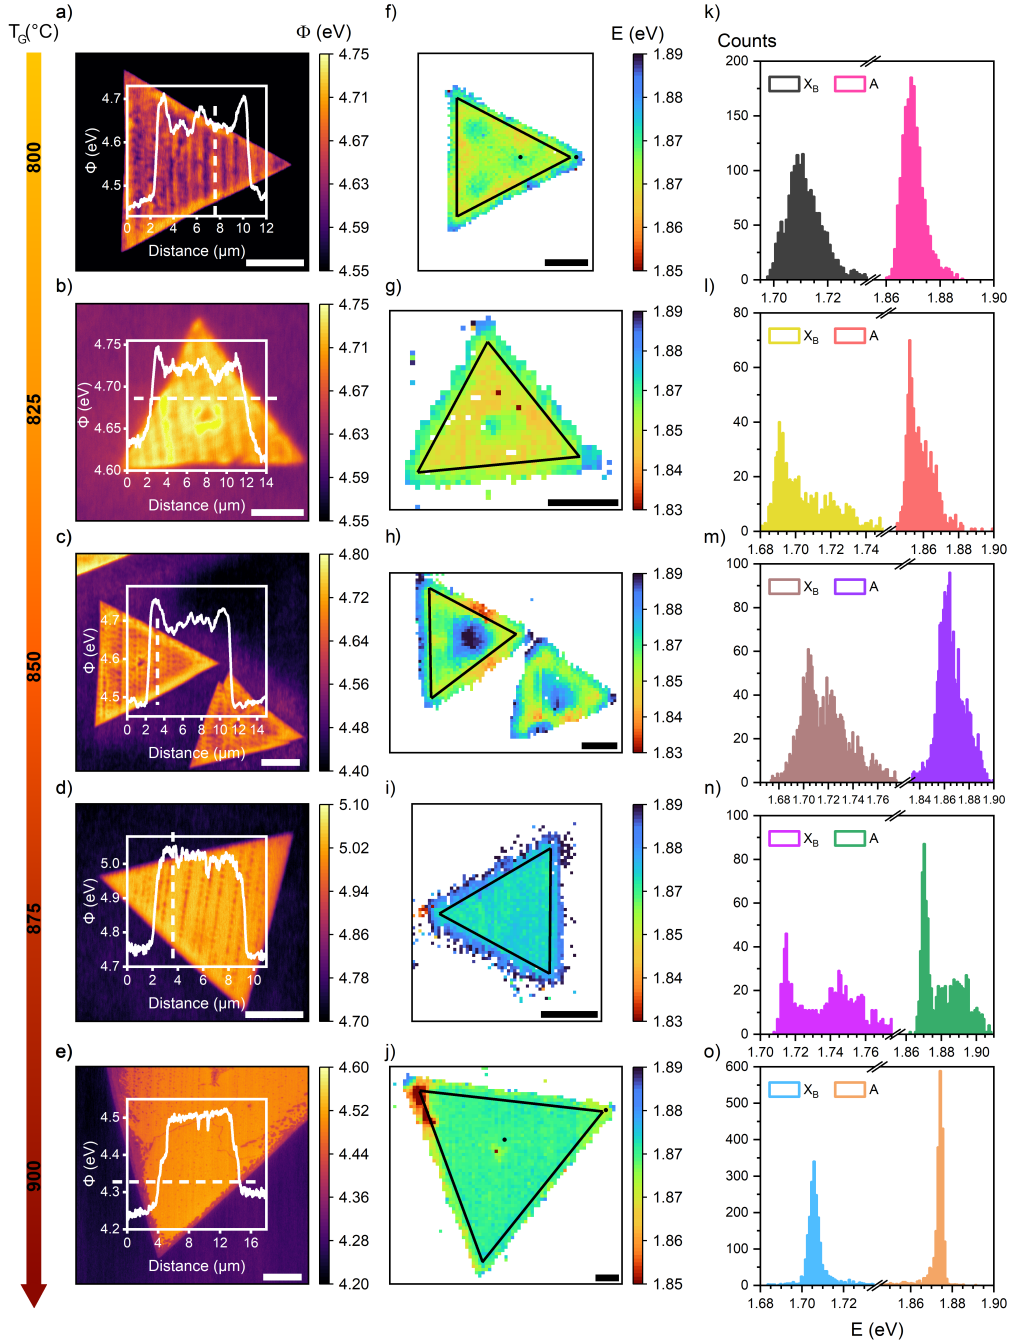 T_G(°C)
800
825
850
875
900
a)
Φ (eV)
4.75
4.71
4.67
4.63
4.59
4.55
Φ (eV)
4.7
4.6
4.5
0 2 4 6 8 10 12
Distance (µm)
f)
E (eV)
1.89
1.88
1.87
1.87
1.86
1.85
k)
Counts
X_B
A
200
150
100
50
0
1.70 1.72 1.86 1.88 1.90
b)
4.75
4.71
4.67
4.63
4.59
4.55
Φ (eV)
4.75
4.70
4.65
4.60
0 2 4 6 8 10 12 14
Distance (µm)
g)
1.89
1.88
1.87
1.85
1.84
1.83
l)
X_B
A
80
60
40
20
0
1.68 1.70 1.72 1.74 1.86 1.88 1.90
c)
4.80
4.72
4.64
4.56
4.48
4.40
Φ (eV)
4.7
4.6
4.5
0 2 4 6 8 10 12 14
Distance (µm)
h)
1.89
1.88
1.87
1.85
1.84
1.83
m)
X_B
A
100
80
60
40
20
0
1.68 1.70 1.72 1.74 1.76 1.84 1.86 1.88 1.90
d)
5.10
5.02
4.94
4.86
4.78
4.70
Φ (eV)
5.0
4.9
4.8
4.7
0 2 4 6 8 10
Distance (µm)
i)
1.89
1.88
1.87
1.85
1.84
1.83
n)
X_B
A
100
80
60
40
20
0
1.70 1.72 1.74 1.76 1.86 1.88 1.90
e)
4.60
4.52
4.44
4.36
4.28
4.20
Φ (eV)
4.5
4.4
4.3
4.2
0 4 8 12 16
Distance (µm)
j)
1.89
1.88
1.87
1.87
1.86
1.85
o)
X_B
A
600
500
400
300
200
100
0
1.68 1.70 1.72 1.86 1.88 1.90
E (eV)